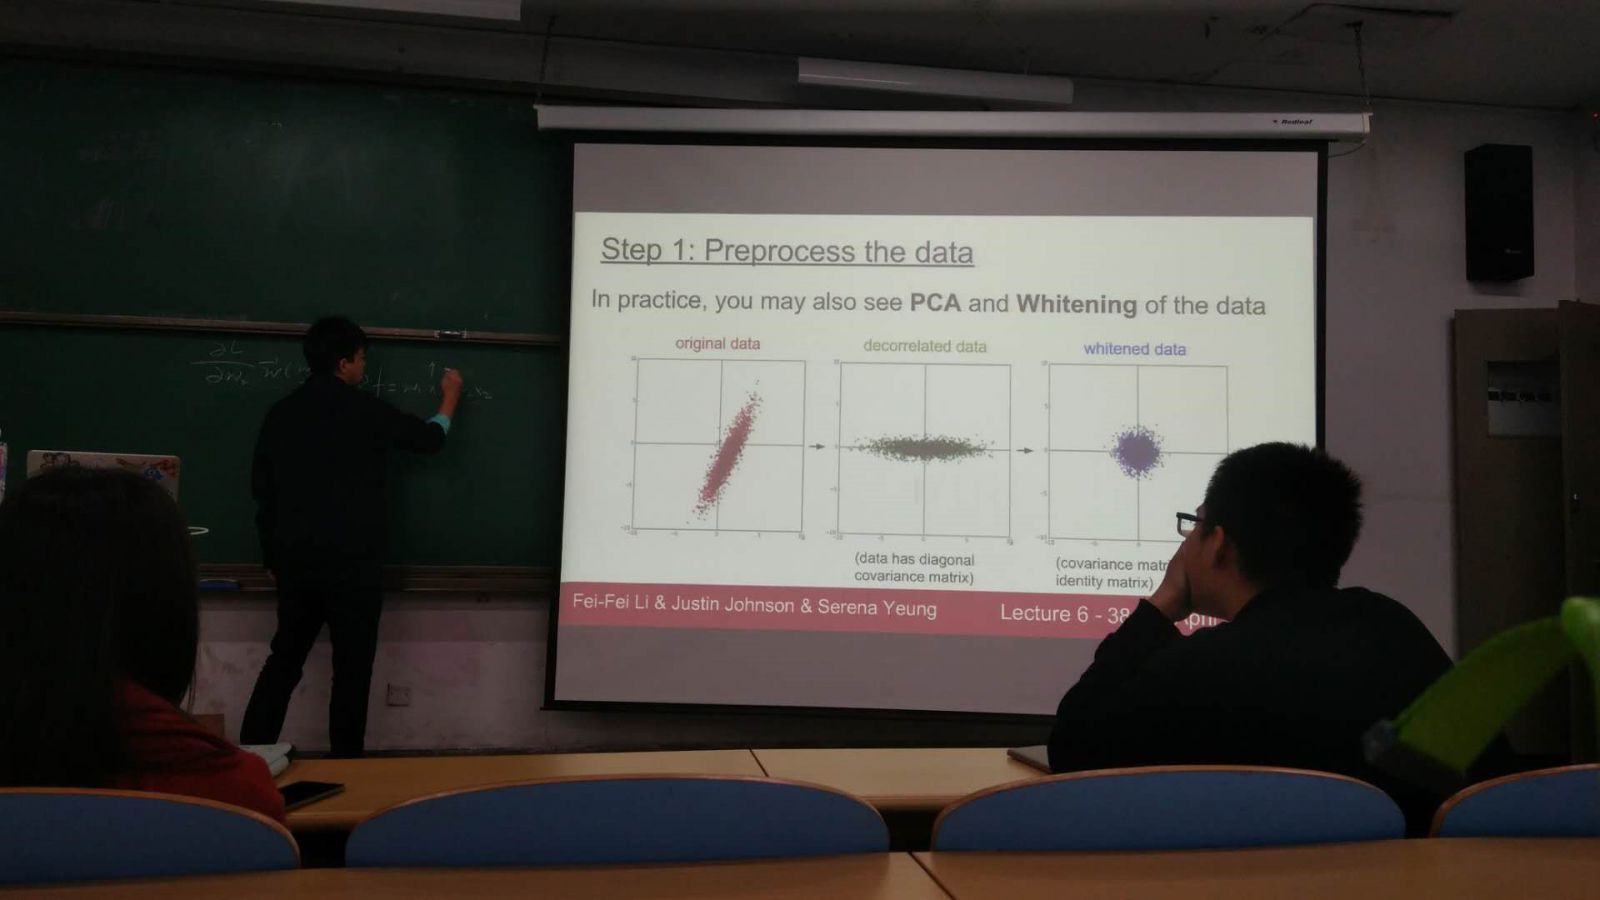 Redleaf
Step 1: Preprocess the data
In practice, you may also see PCA and Whitening of the data
original data
decorrelated data
whitened data
(data has diagonal
covariance matrix)
(covariance matr
identity matrix)
Fei-Fei Li & Justin Johnson & Serena Yeung
Lecture 6 - 38